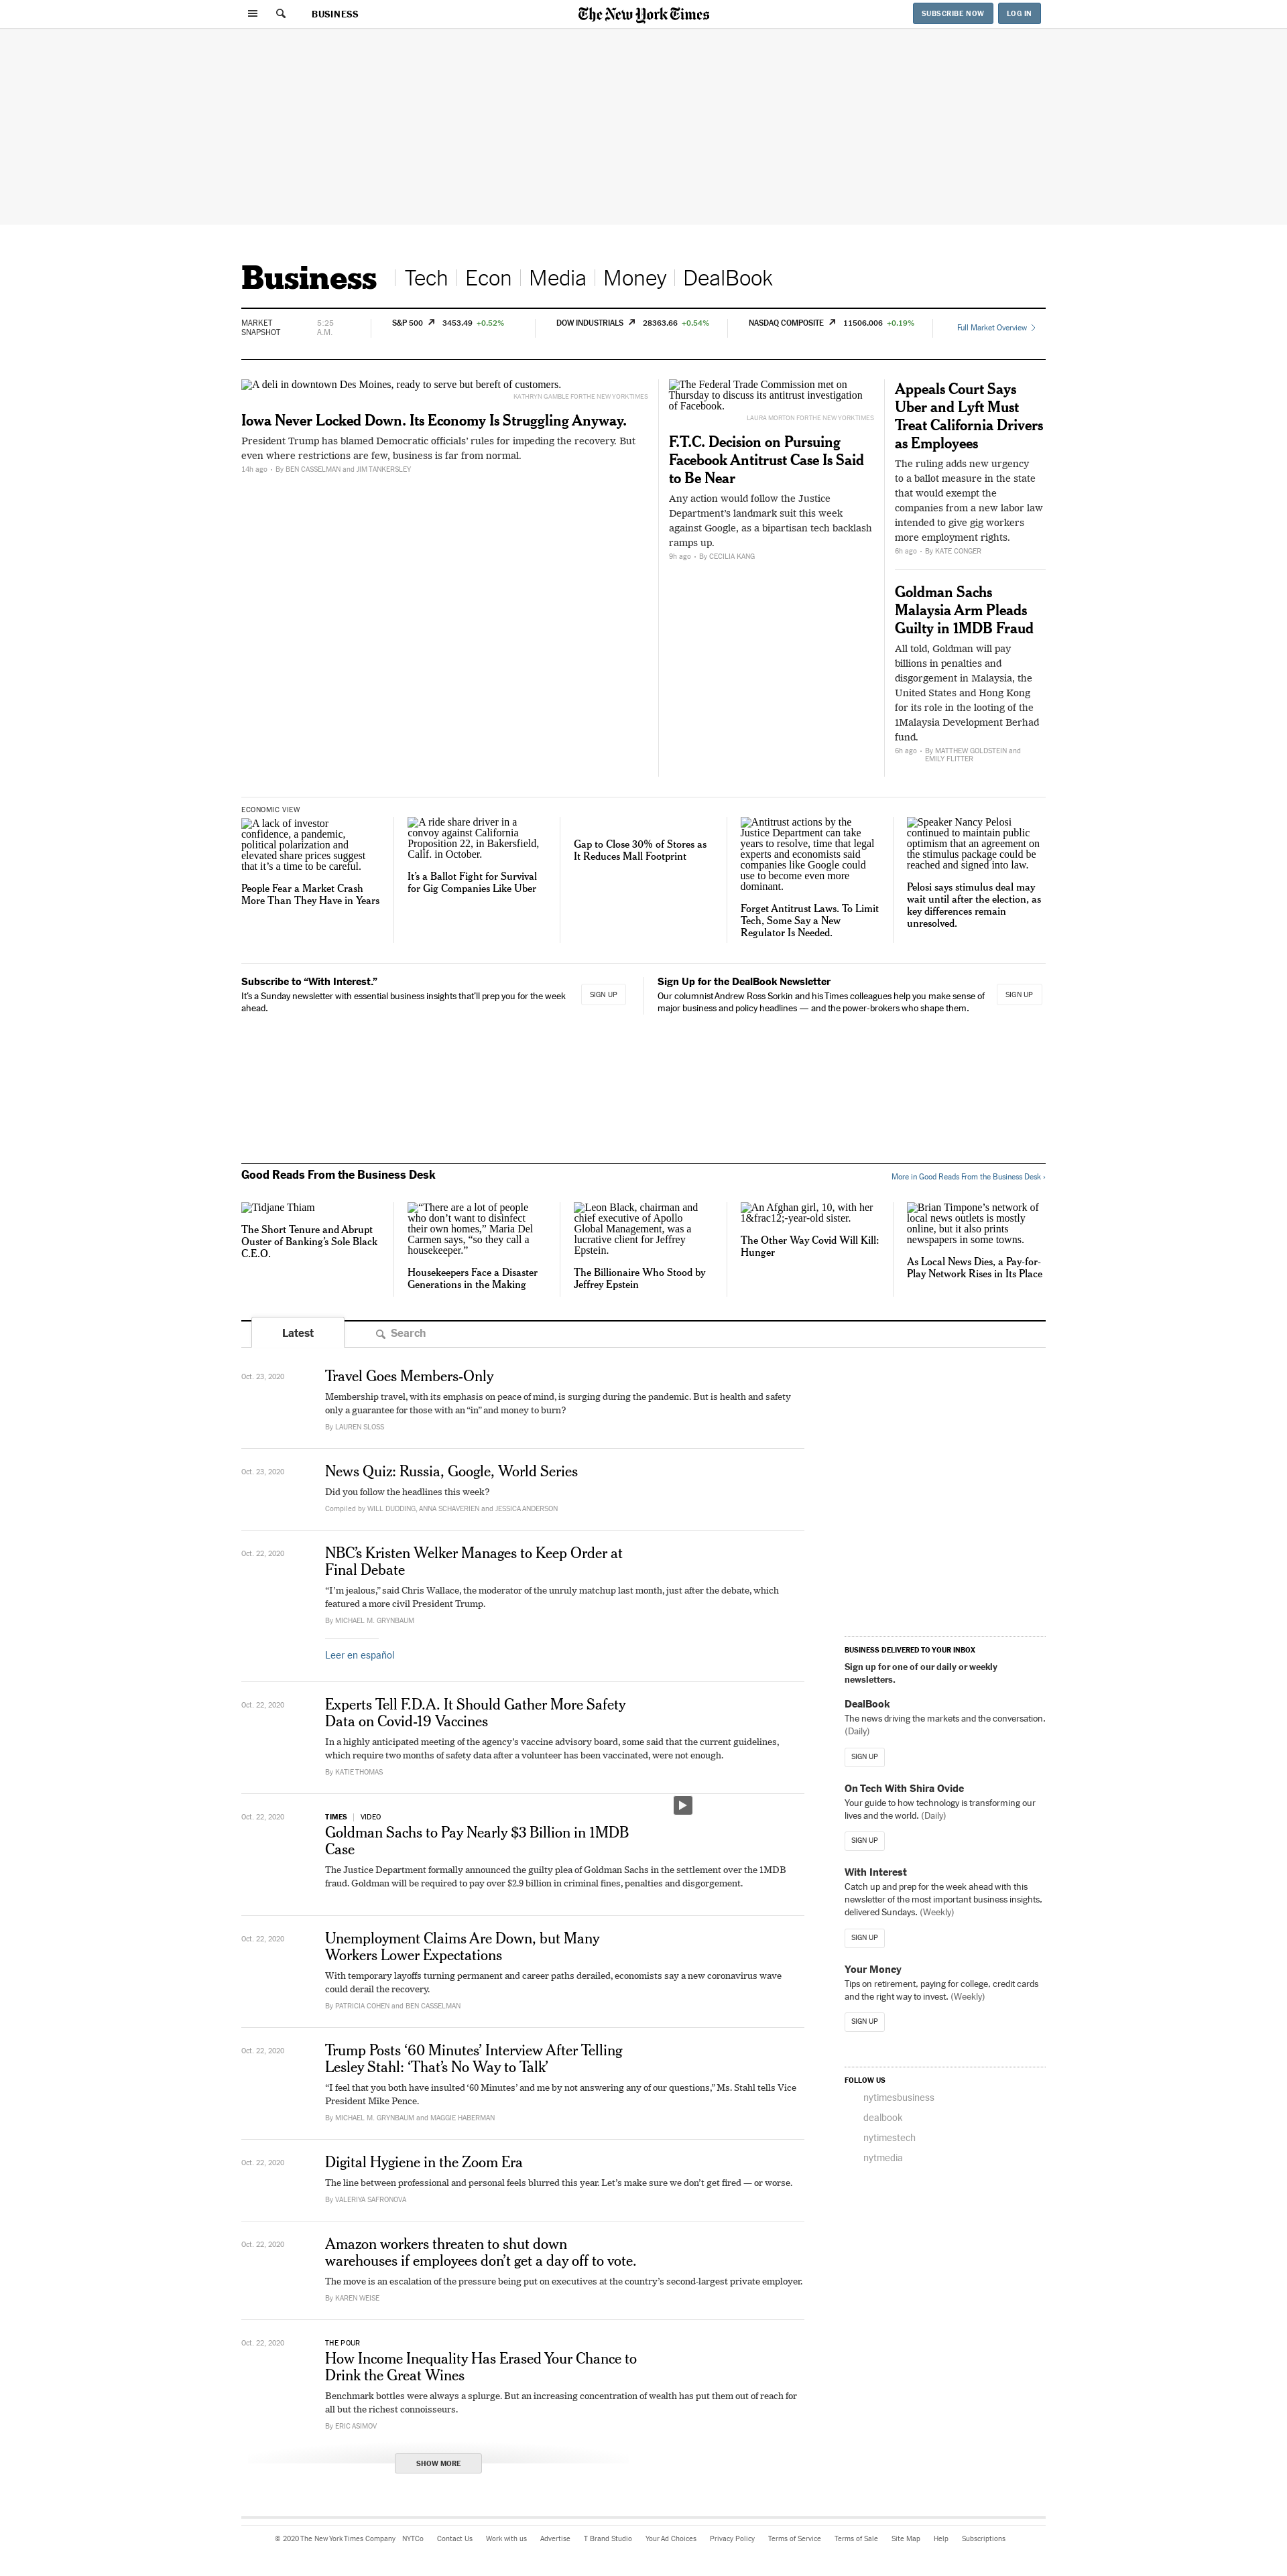 BUSINESS
The New York Times
SUBSCRIBE NOW
LOG IN
Business
Tech
Econ
Media
Money
DealBook
MARKET
SNAPSHOT
5:25
A.M.
S&P 500 3453.49 +0.52%
DOW INDUSTRIALS 28363.66 +0.54%
NASDAQ COMPOSITE 11506.006 +0.19%
Full Market Overview
A deli in downtown Des Moines, ready to serve but bereft of customers.
KATHRYN GAMBLE FOR THE NEW YORK TIMES
Iowa Never Locked Down. Its Economy Is Struggling Anyway.
President Trump has blamed Democratic officials’ rules for impeding the recovery. But
even where restrictions are few, business is far from normal.
14h ago · By BEN CASSELMAN and JIM TANKERSLEY
The Federal Trade Commission met on
Thursday to discuss its antitrust investigation
of Facebook.
LAURA MORTON FOR THE NEW YORK TIMES
F.T.C. Decision on Pursuing
Facebook Antitrust Case Is Said
to Be Near
Any action would follow the Justice
Department’s landmark suit this week
against Google, as a bipartisan tech backlash
ramps up.
9h ago · By CECILIA KANG
Appeals Court Says
Uber and Lyft Must
Treat California Drivers
as Employees
The ruling adds new urgency
to a ballot measure in the state
that would exempt the
companies from a new labor law
intended to give gig workers
more employment rights.
6h ago · By KATE CONGER
Goldman Sachs
Malaysia Arm Pleads
Guilty in 1MDB Fraud
All told, Goldman will pay
billions in penalties and
disgorgement in Malaysia, the
United States and Hong Kong
for its role in the looting of the
1Malaysia Development Berhad
fund.
6h ago · By MATTHEW GOLDSTEIN and
EMILY FLITTER
ECONOMIC VIEW
A lack of investor
confidence, a pandemic,
political polarization and
elevated share prices suggest
that it’s a time to be careful.
People Fear a Market Crash
More Than They Have in Years
A ride share driver in a
convoy against California
Proposition 22, in Bakersfield,
Calif. in October.
It’s a Ballot Fight for Survival
for Gig Companies Like Uber
Gap to Close 30% of Stores as
It Reduces Mall Footprint
Antitrust actions by the
Justice Department can take
years to resolve, time that legal
experts and economists said
companies like Google could
use to become even more
dominant.
Forget Antitrust Laws. To Limit
Tech, Some Say a New
Regulator Is Needed.
Speaker Nancy Pelosi
continued to maintain public
optimism that an agreement on
the stimulus package could be
reached and signed into law.
Pelosi says stimulus deal may
wait until after the election, as
key differences remain
unresolved.
Subscribe to “With Interest.”
It’s a Sunday newsletter with essential business insights that’ll prep you for the week
ahead.
SIGN UP
Sign Up for the DealBook Newsletter
Our columnist Andrew Ross Sorkin and his Times colleagues help you make sense of
major business and policy headlines — and the power-brokers who shape them.
SIGN UP
Good Reads From the Business Desk
More in Good Reads From the Business Desk ›
Tidjane Thiam
The Short Tenure and Abrupt
Ouster of Banking’s Sole Black
C.E.O.
“There are a lot of people
who don’t want to disinfect
their own homes,” Maria Del
Carmen says, “so they call a
housekeeper.”
Housekeepers Face a Disaster
Generations in the Making
Leon Black, chairman and
chief executive of Apollo
Global Management, was a
lucrative client for Jeffrey
Epstein.
The Billionaire Who Stood by
Jeffrey Epstein
An Afghan girl, 10, with her
1&frac12;-year-old sister.
The Other Way Covid Will Kill:
Hunger
Brian Timpone’s network of
local news outlets is mostly
online, but it also prints
newspapers in some towns.
As Local News Dies, a Pay-for-
Play Network Rises in Its Place
Latest
Search
Oct. 23, 2020
Travel Goes Members-Only
Membership travel, with its emphasis on peace of mind, is surging during the pandemic. But is health and safety
only a guarantee for those with an “in” and money to burn?
By LAUREN SLOSS
Oct. 23, 2020
News Quiz: Russia, Google, World Series
Did you follow the headlines this week?
Compiled by WILL DUDDING, ANNA SCHAVERIEN and JESSICA ANDERSON
Oct. 22, 2020
NBC’s Kristen Welker Manages to Keep Order at
Final Debate
“I’m jealous,” said Chris Wallace, the moderator of the unruly matchup last month, just after the debate, which
featured a more civil President Trump.
By MICHAEL M. GRYNBAUM
Leer en español
Oct. 22, 2020
Experts Tell F.D.A. It Should Gather More Safety
Data on Covid-19 Vaccines
In a highly anticipated meeting of the agency’s vaccine advisory board, some said that the current guidelines,
which require two months of safety data after a volunteer has been vaccinated, were not enough.
By KATIE THOMAS
Oct. 22, 2020
TIMES | VIDEO
Goldman Sachs to Pay Nearly $3 Billion in 1MDB
Case
The Justice Department formally announced the guilty plea of Goldman Sachs in the settlement over the 1MDB
fraud. Goldman will be required to pay over $2.9 billion in criminal fines, penalties and disgorgement.
Oct. 22, 2020
Unemployment Claims Are Down, but Many
Workers Lower Expectations
With temporary layoffs turning permanent and career paths derailed, economists say a new coronavirus wave
could derail the recovery.
By PATRICIA COHEN and BEN CASSELMAN
Oct. 22, 2020
Trump Posts ‘60 Minutes’ Interview After Telling
Lesley Stahl: ‘That’s No Way to Talk’
“I feel that you both have insulted ‘60 Minutes’ and me by not answering any of our questions,” Ms. Stahl tells Vice
President Mike Pence.
By MICHAEL M. GRYNBAUM and MAGGIE HABERMAN
Oct. 22, 2020
Digital Hygiene in the Zoom Era
The line between professional and personal feels blurred this year. Let’s make sure we don’t get fired — or worse.
By VALERIYA SAFRONOVA
Oct. 22, 2020
Amazon workers threaten to shut down
warehouses if employees don’t get a day off to vote.
The move is an escalation of the pressure being put on executives at the country’s second-largest private employer.
By KAREN WEISE
Oct. 22, 2020
THE POUR
How Income Inequality Has Erased Your Chance to
Drink the Great Wines
Benchmark bottles were always a splurge. But an increasing concentration of wealth has put them out of reach for
all but the richest connoisseurs.
By ERIC ASIMOV
SHOW MORE
BUSINESS DELIVERED TO YOUR INBOX
Sign up for one of our daily or weekly
newsletters.
DealBook
The news driving the markets and the conversation.
(Daily)
SIGN UP
On Tech With Shira Ovide
Your guide to how technology is transforming our
lives and the world. (Daily)
SIGN UP
With Interest
Catch up and prep for the week ahead with this
newsletter of the most important business insights,
delivered Sundays. (Weekly)
SIGN UP
Your Money
Tips on retirement, paying for college, credit cards
and the right way to invest. (Weekly)
SIGN UP
FOLLOW US
nytimesbusiness
dealbook
nytimestech
nytmedia
© 2020 The New York Times Company NYTCo Contact Us Work with us Advertise T Brand Studio Your Ad Choices Privacy Policy Terms of Service Terms of Sale Site Map Help Subscriptions